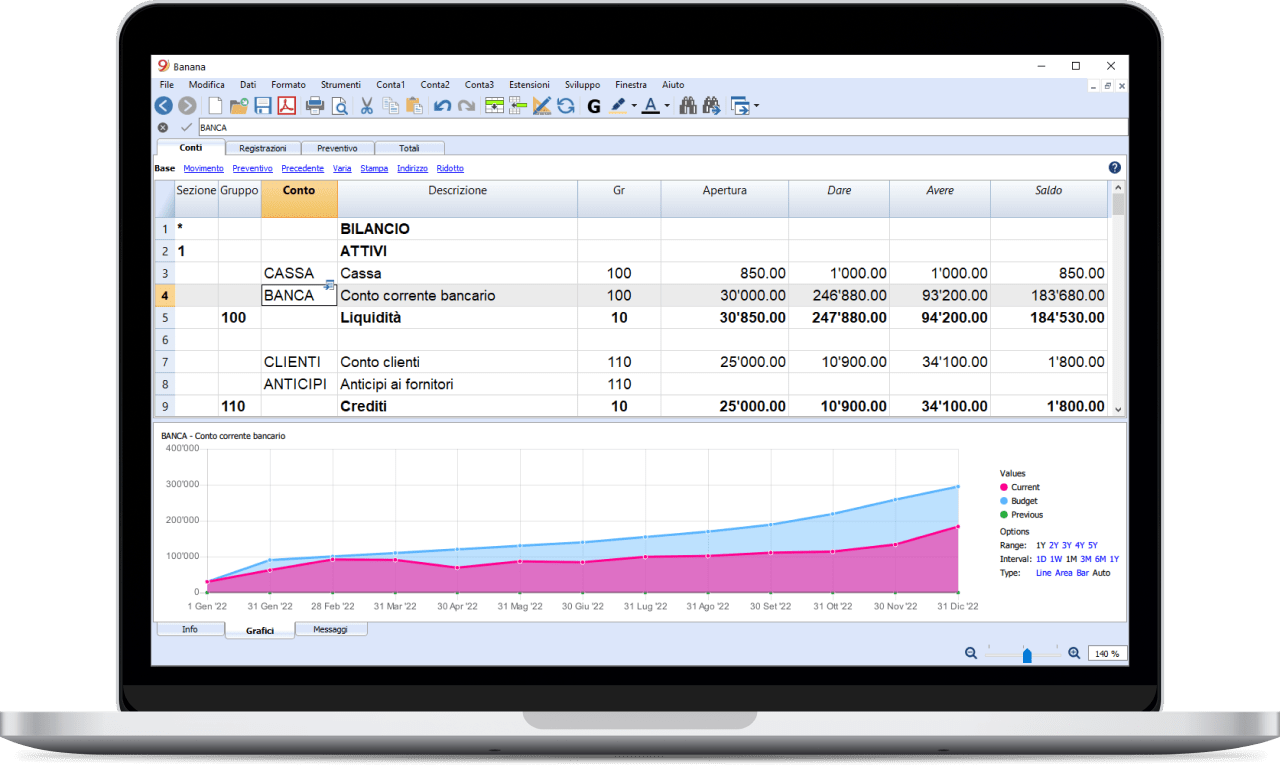 9 Banana
File Modifica Dati Formato Strumenti Conta1 Conta2 Conta3 Estensioni Sviluppo Finestra Aiuto
G A
BANCA
Conti Registrazioni Preventivo Totali
Base Movimento Preventivo Precedente Varia Stampa Indirizzo Ridotto ?
Sezione Gruppo Conto Descrizione Gr Apertura Dare Avere Saldo
1 * BILANCIO
2 1 ATTIVI
3 CASSA Cassa 100 850.00 1'000.00 1'000.00 850.00
4 BANCA Conto corrente bancario 100 30'000.00 246'880.00 93'200.00 183'680.00
5 100 Liquidità 10 30'850.00 247'880.00 94'200.00 184'530.00
6
7 CLIENTI Conto clienti 110 25'000.00 10'900.00 34'100.00 1'800.00
8 ANTICIPI Anticipi ai fornitori 110
9 110 Crediti 10 25'000.00 10'900.00 34'100.00 1'800.00
BANCA - Conto corrente bancario
400'000
300'000
200'000
100'000
0
1 Gen '22 31 Gen '22 28 Feb '22 31 Mar '22 30 Apr '22 31 Mag '22 30 Giu '22 31 Lug '22 31 Ago '22 30 Set '22 31 Ott '22 30 Nov '22 31 Dic '22
Values
Current
Budget
Previous
Options
Range: 1Y 2Y 3Y 4Y 5Y
Interval: 1D 1W 1M 3M 6M 1Y
Type: Line Area Bar Auto
Info Grafici Messaggi
140 %